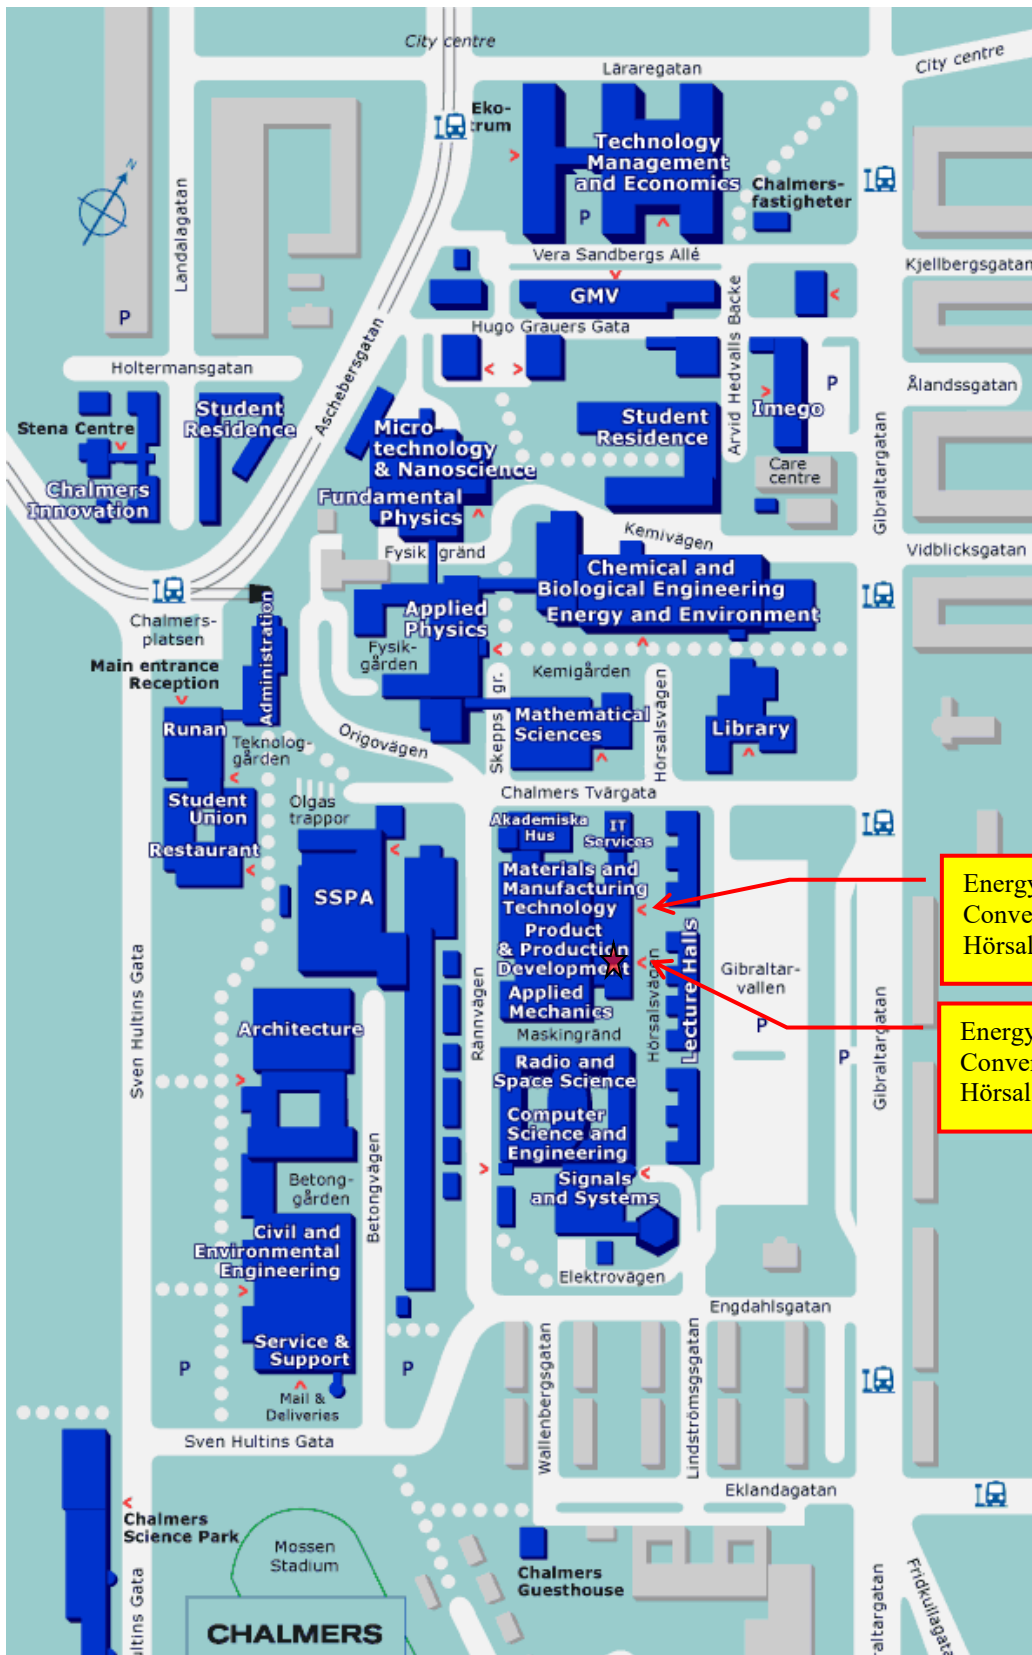 City centre
City centre
Läraregatan
Eko-
trum
Technology
Management
and Economics
Chalmers-
fastigheter
P
Landalagatan
Vera Sandbergs Allé
Kjellbergsgatan
GMV
P
Hugo Grauers Gata
Arvid Hedvalls Backe
Holtermansgatan
Aschebergsgatan
P
Ålandssgatan
Stena Centre
Student
Residence
Imego
Student
Residence
Micro-
technology
& Nanoscience
Chalmers
Innovation
Fundamental
Physics
Care
centre
Gibraltargatan
Kemivägen
Fysik gränd
Vidblicksgatan
Chemical and
Biological Engineering
Energy and Environment
Chalmers-
platsen
Administration
Applied
Physics
Fysik-
gården
Main entrance
Reception
Kemigården
Skepps gr.
Hörsalsvägen
Runan
Teknolog-
gården
Origovägen
Mathematical
Sciences
Library
Chalmers Tvärgata
Student
Union
Restaurant
Olgas
trappor
Akademiska
Hus
IT
Services
SSPA
Materials and
Manufacturing
Technology
Product
& Production
Development
Applied
Mechanics
Energy
Conve
Hörsal
Lecture Halls
Gibraltar-
vallen
P
Hörsalsvägen
Sven Hultins Gata
Rännvägen
Architecture
Maskingränd
Gibraltargatan
P
Energy
Conver
Hörsal
Radio and
Space Science
Computer
Science and
Engineering
Betong-
gården
Betongvägen
Signals
and Systems
Civil and
Environmental
Engineering
Elektrovägen
Engdahlsgatan
Service &
Support
P
P
Mail &
Deliveries
Wallenbergsgatan
Lindströmsgsgatan
Sven Hultins Gata
Eklandagatan
Chalmers
Science Park
Mossen
Stadium
Chalmers
Guesthouse
ultins Gata
raltargatan
Fridkullagata
CHALMERS